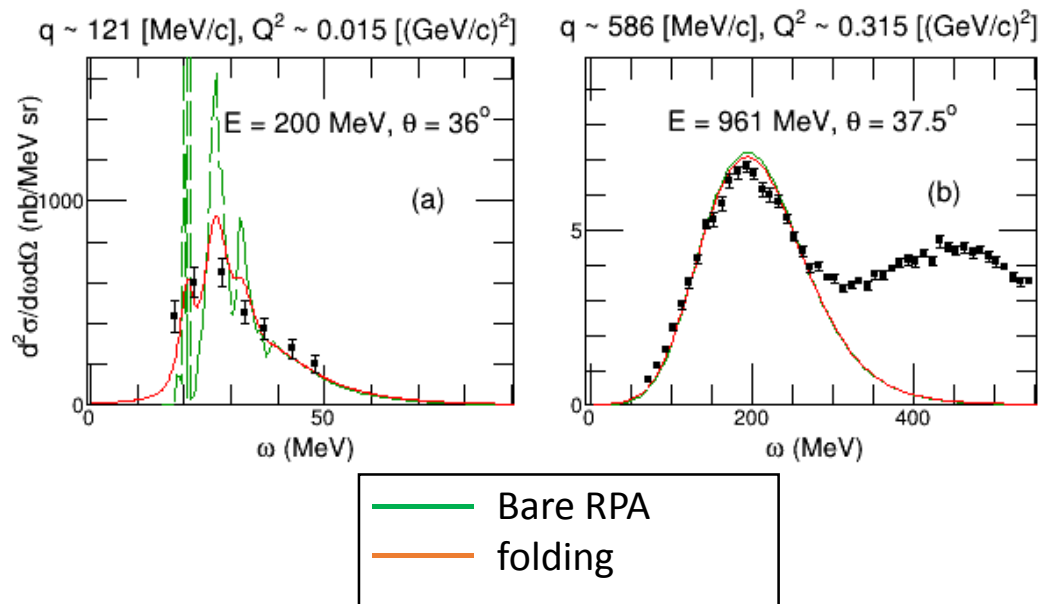 q ~ 121 [MeV/c], Q² ~ 0.015 [(GeV/c)²]
q ~ 586 [MeV/c], Q² ~ 0.315 [(GeV/c)²]
d²σ/dωdΩ (nb/MeV sr)
E = 200 MeV, θ = 36°
(a)
1000
0
0
50
ω (MeV)
E = 961 MeV, θ = 37.5°
(b)
5
0
0
200
400
ω (MeV)
Bare RPA
folding